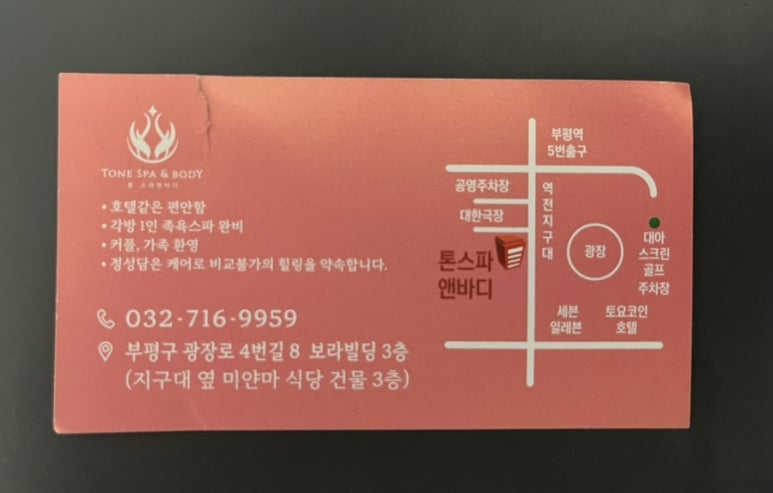 TONE SPA & BODY
톤 스파앤바디
• 호텔같은 편안함
• 각방 1인 족욕스파 완비
• 커플, 가족 환영
• 정성담은 케어로 비교불가의 힐링을 약속합니다.
032-716-9959
부평구 광장로 4번길 8 보라빌딩 3층
(지구대 옆 미얀마 식당 건물 3층)
부평역
5번출구
공영주차장
대한극장
역전지구대
톤스파
앤바디
광장
대아
스크린
골프
주차장
세븐
일레븐
토요코인
호텔